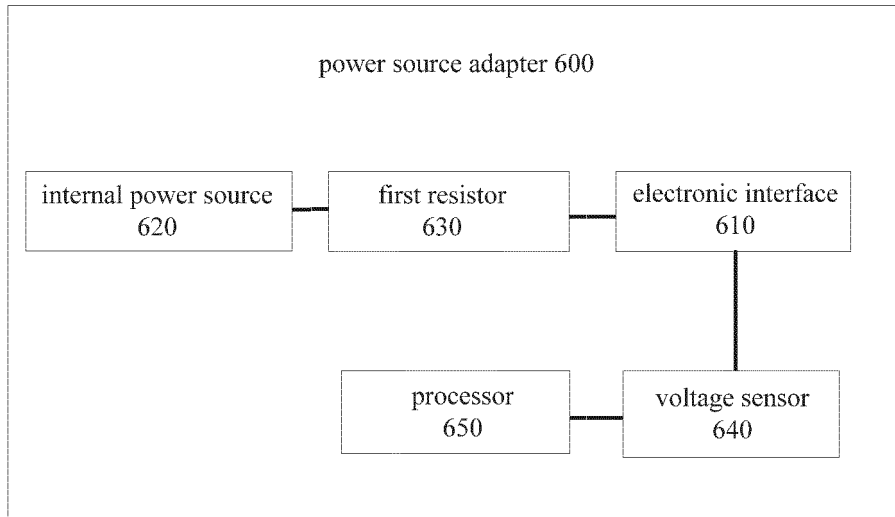 power source adapter 600
internal power source
620
first resistor
630
electronic interface
610
processor
650
voltage sensor
640